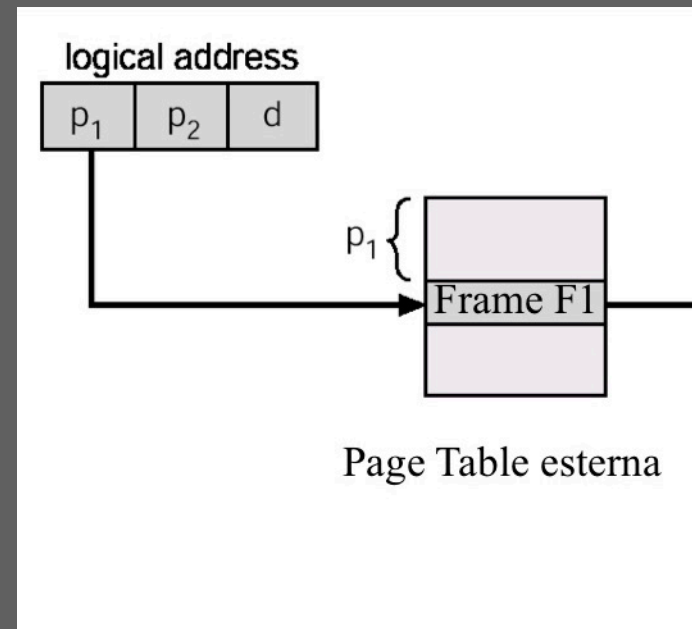 logical address
p₁ p₂ d
p₁
Frame F1
Page Table esterna